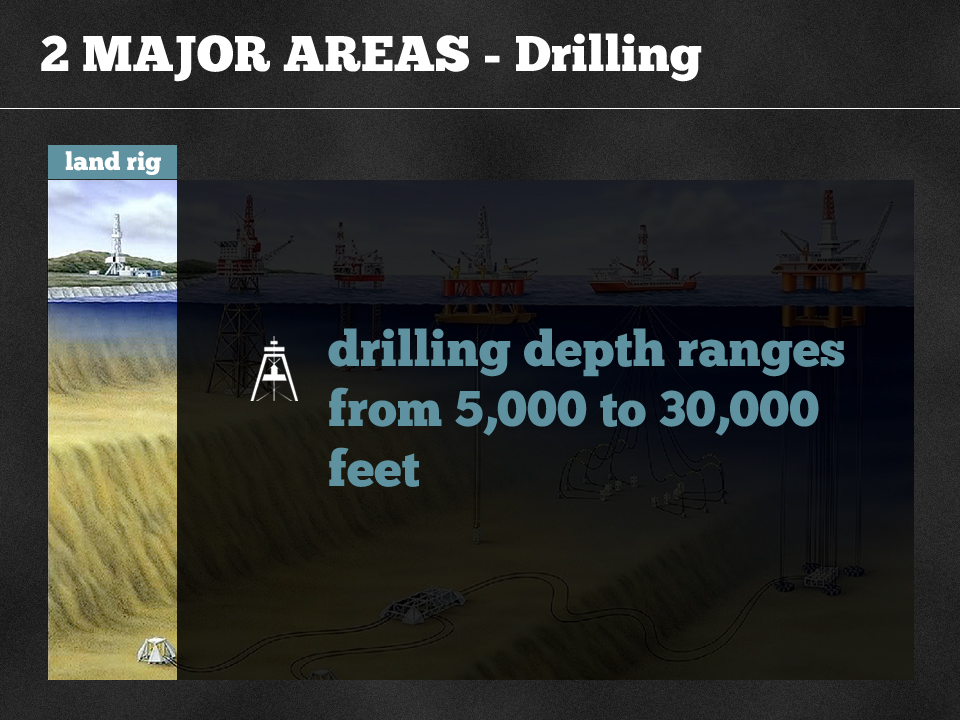 2 MAJOR AREAS - Drilling
land rig
drilling depth ranges
from 5,000 to 30,000
feet